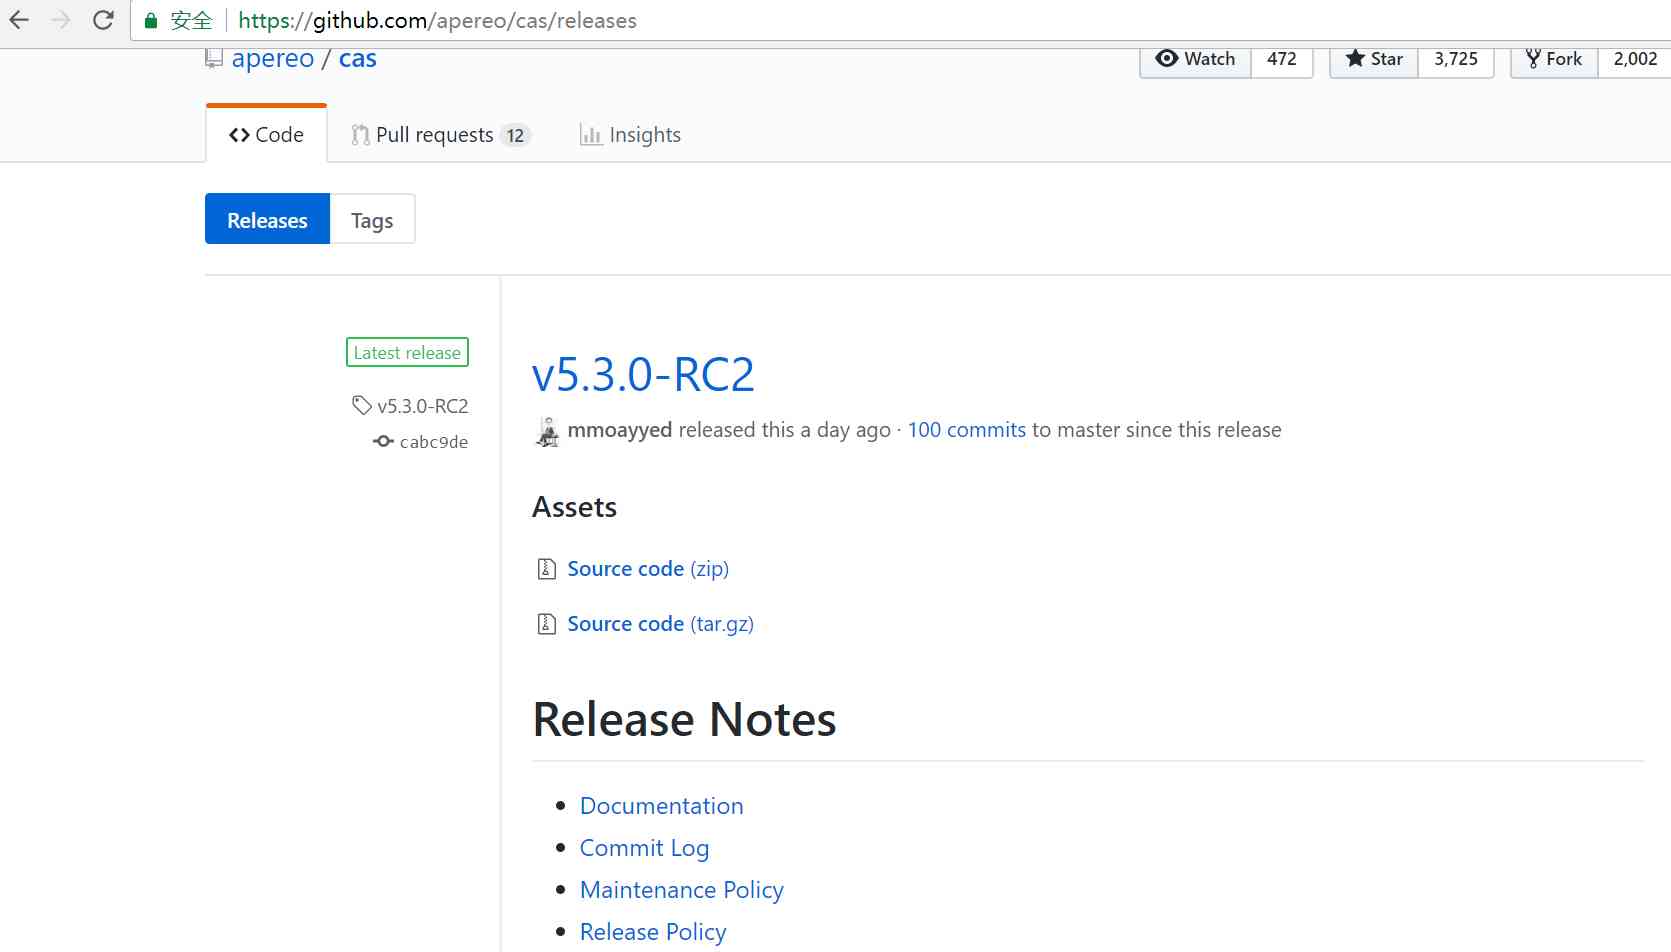 安全 https://github.com/apereo/cas/releases
apereo / cas
Watch 472 Star 3,725 Fork 2,002
Code Pull requests 12 Insights
Releases Tags
Latest release
v5.3.0-RC2
cabc9de
v5.3.0-RC2
mmoayyed released this a day ago · 100 commits to master since this release
Assets
Source code (zip)
Source code (tar.gz)
Release Notes
Documentation
Commit Log
Maintenance Policy
Release Policy